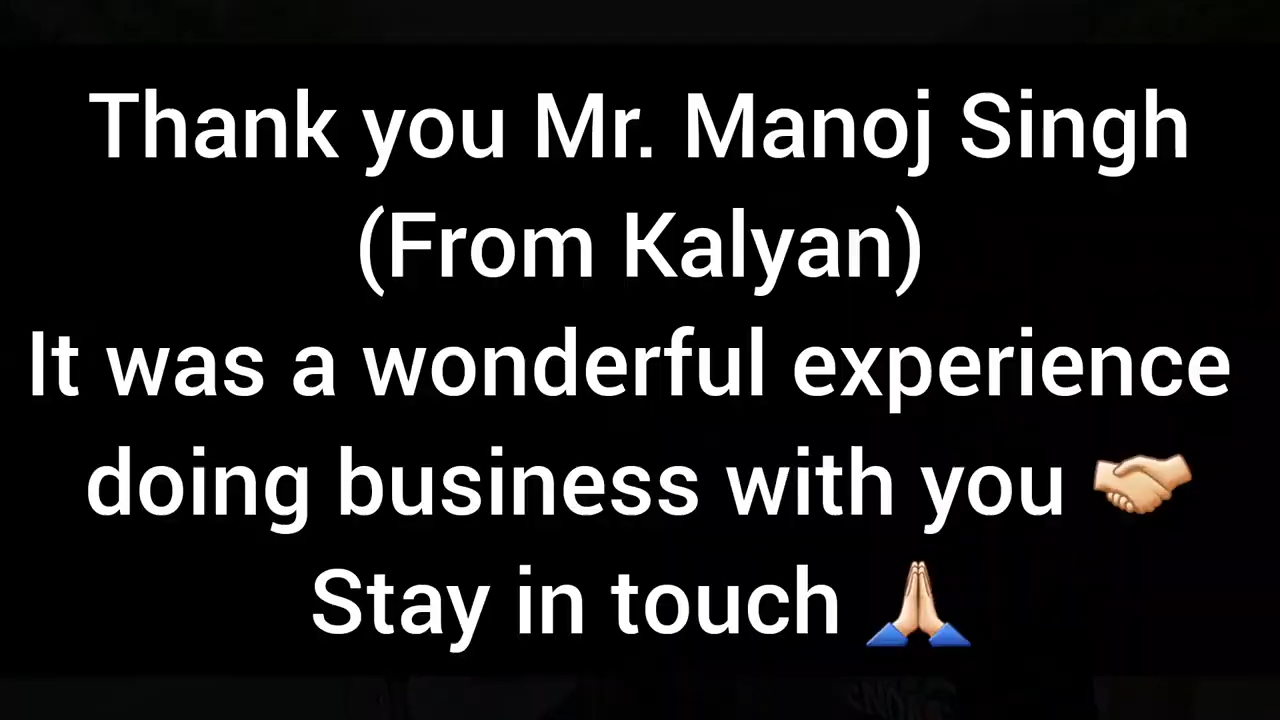 Thank you Mr. Manoj Singh
(From Kalyan)
It was a wonderful experience
doing business with you 🤝🏻
Stay in touch 🙏🏻